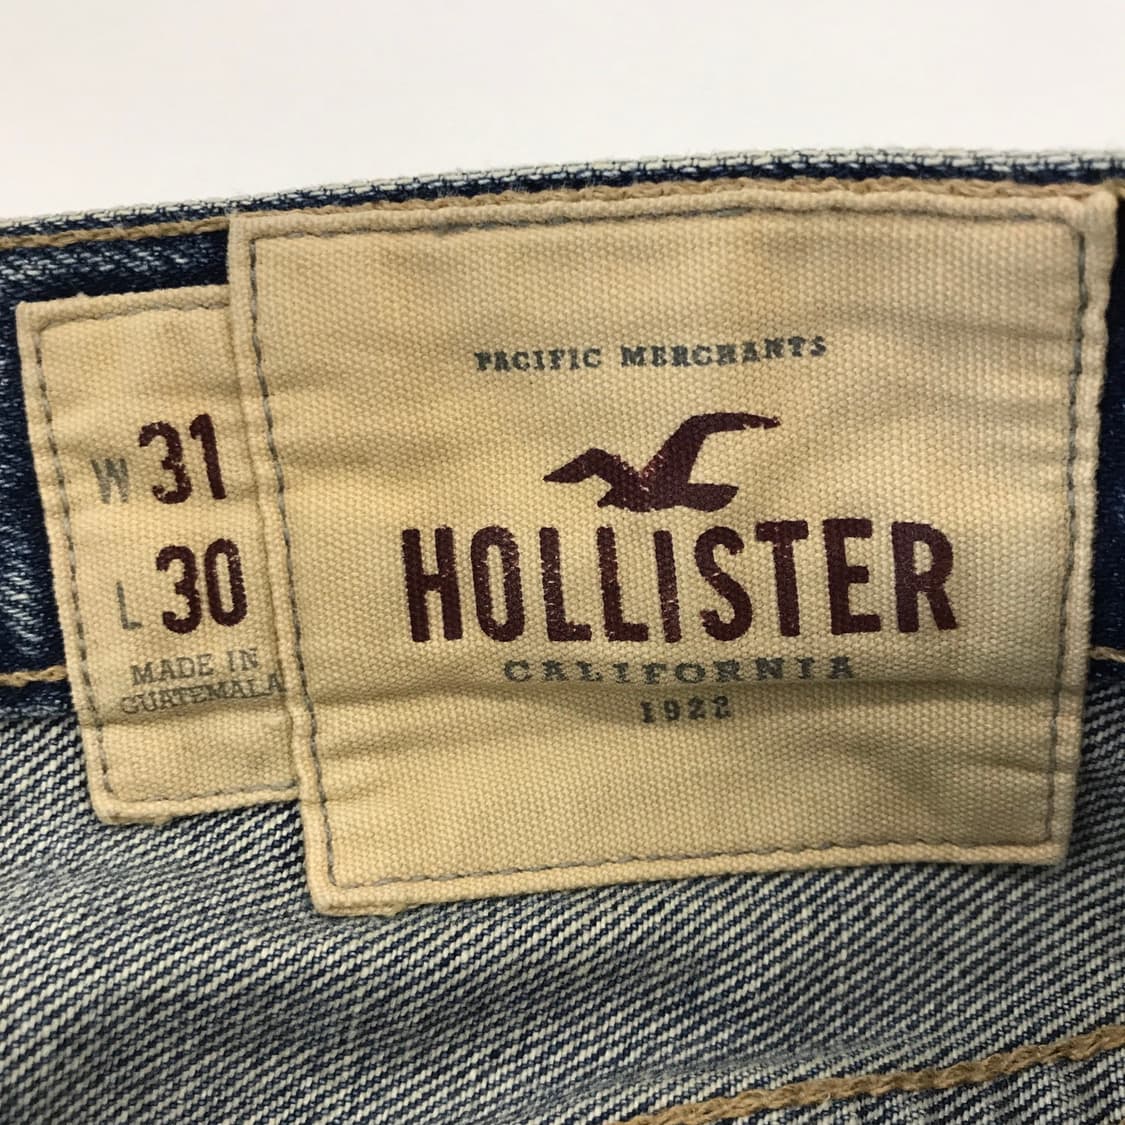 W 31
L 30
MADE IN
GUATEMALA
PACIFIC MERCHANTS
HOLLISTER
CALIFORNIA
1922